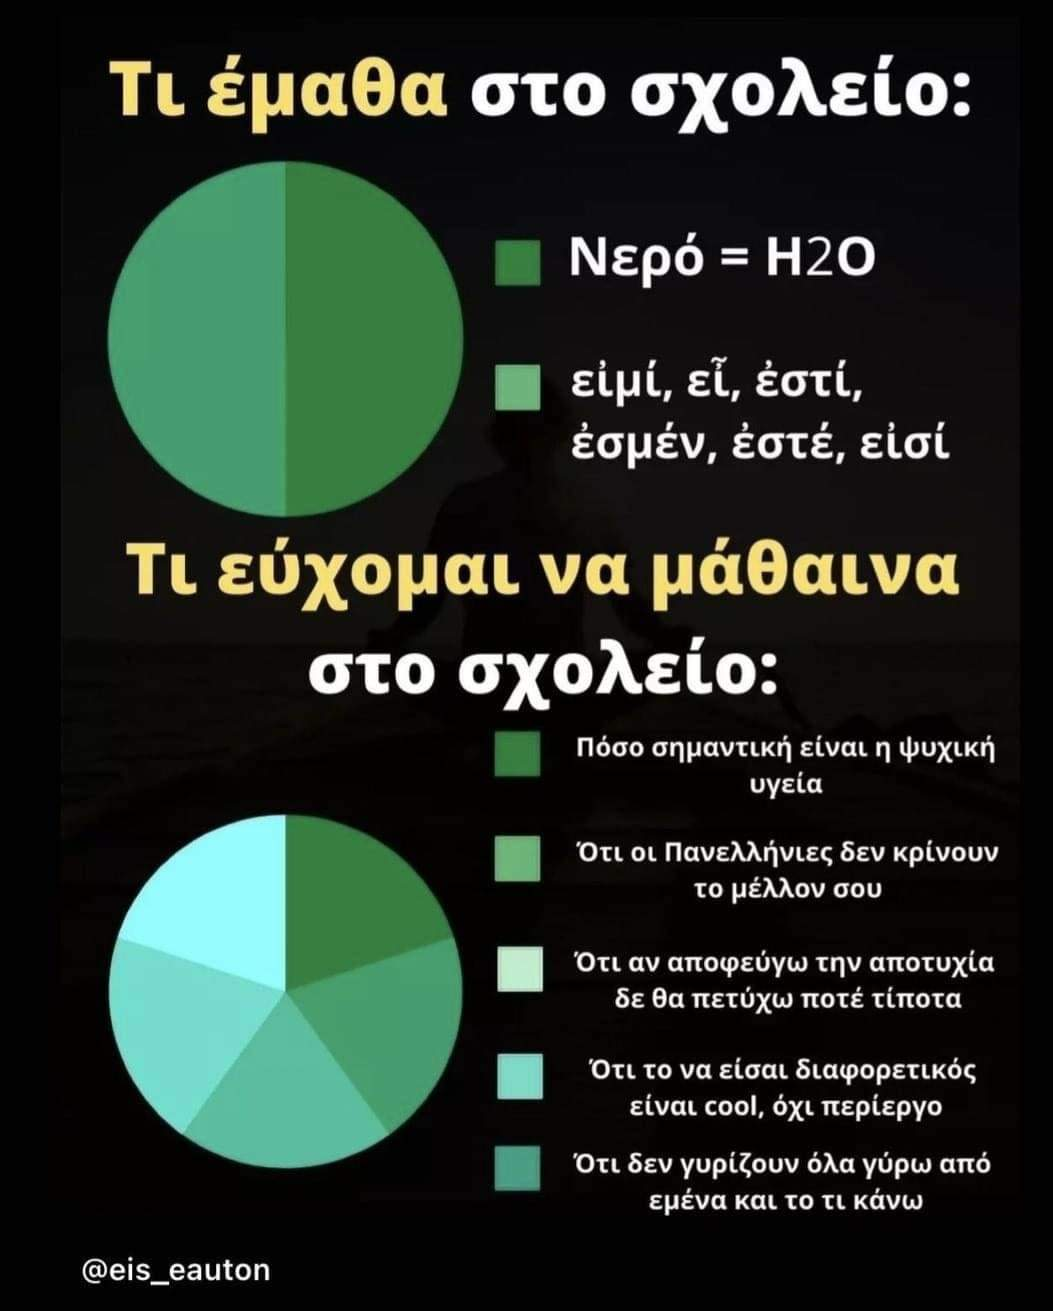 Τι έμαθα στο σχολείο:
Νερό = H2O
εἰμί, εἶ, ἐστί,
ἐσμέν, ἐστέ, εἰσί
Τι εύχομαι να μάθαινα
στο σχολείο:
Πόσο σημαντική είναι η ψυχική
υγεία
Ότι οι Πανελλήνιες δεν κρίνουν
το μέλλον σου
Ότι αν αποφεύγω την αποτυχία
δε θα πετύχω ποτέ τίποτα
Ότι το να είσαι διαφορετικός
είναι cool, όχι περίεργο
Ότι δεν γυρίζουν όλα γύρω από
εμένα και το τι κάνω
@eis_eauton